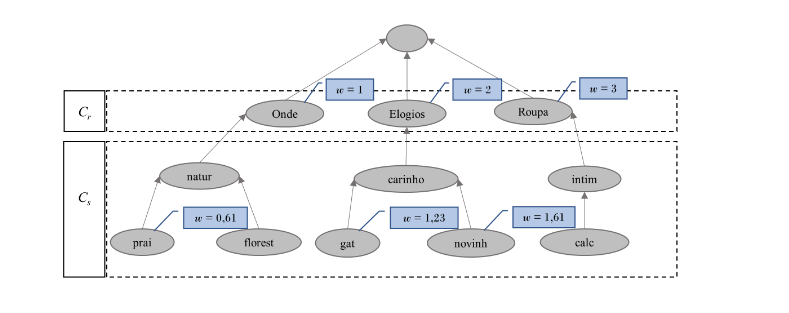 w = 1
w = 2
w = 3
Cr
Onde
Elogios
Roupa
Cs
natur
carinho
intim
w = 0,61
w = 1,23
w = 1,61
prai
florest
gat
novinh
calc